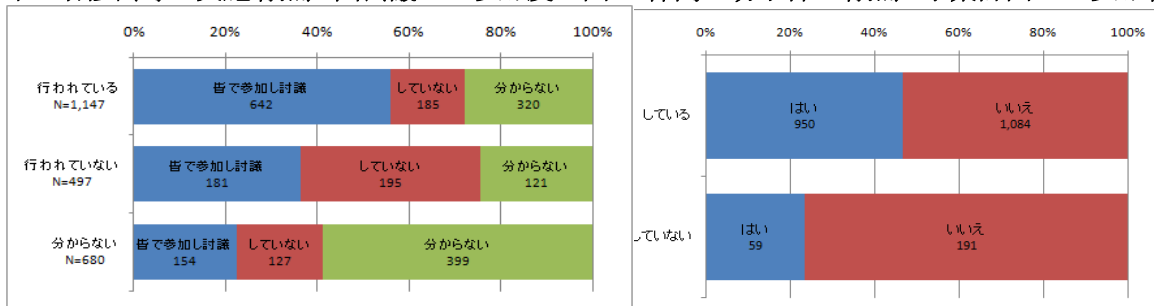 0% 20% 40% 60% 80% 100%
行われている
N=1,147
皆で参加し討議 していない 分からない
642 185 320
行われていない
N=497
皆で参加し討議 していない 分からない
181 195 121
分からない
N=680
皆で参加し討議 していない 分からない
154 127 399
0% 20% 40% 60% 80% 100%
している
はい いいえ
950 1,084
していない
はい いいえ
59 191